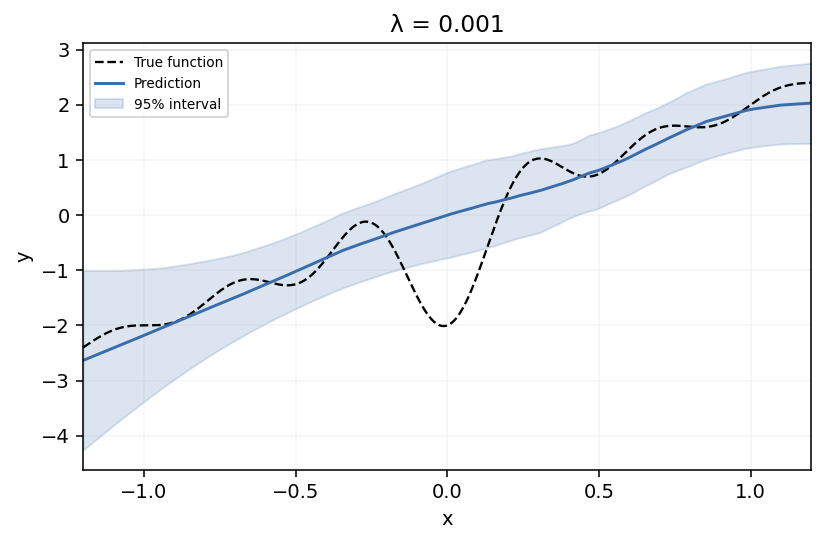 λ = 0.001
True function
Prediction
95% interval
3
2
1
0
−1
−2
−3
−4
y
−1.0
−0.5
0.0
0.5
1.0
x